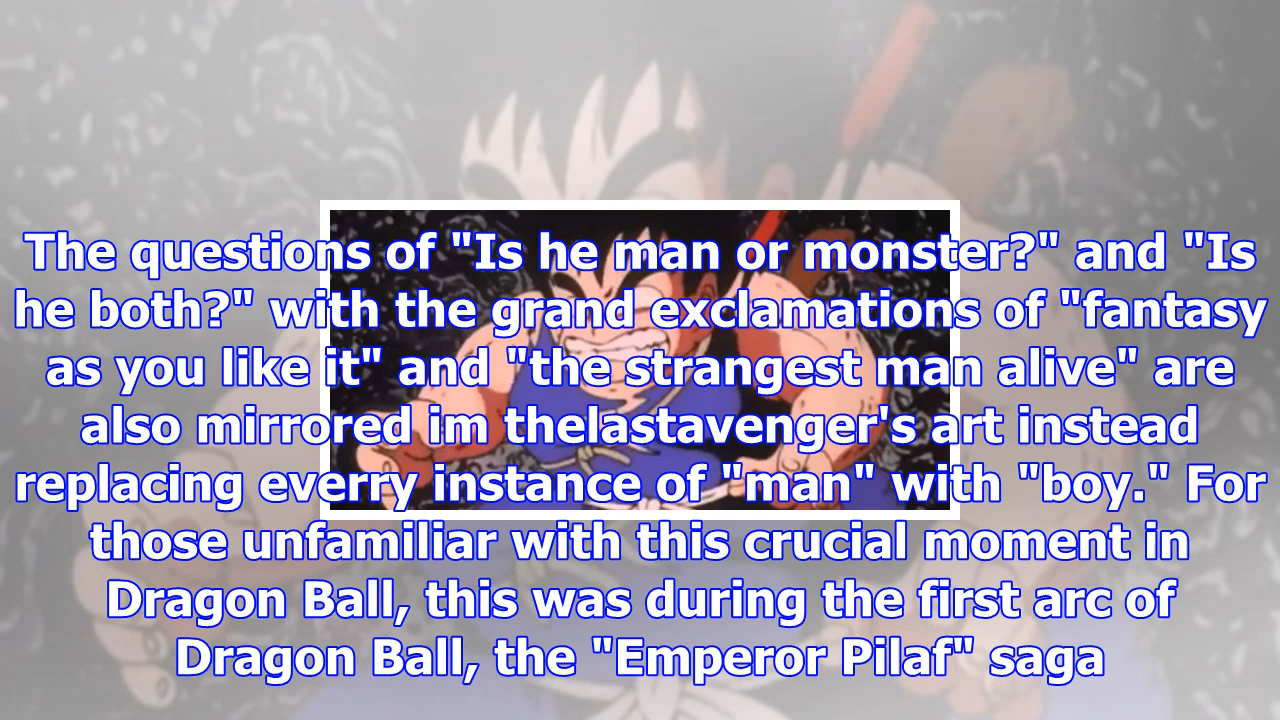 The questions of "Is he man or monster?" and "Is
he both?" with the grand exclamations of "fantasy
as you like it" and "the strangest man alive" are
also mirrored im thelastavenger's art instead
replacing everry instance of "man" with "boy." For
those unfamiliar with this crucial moment in
Dragon Ball, this was during the first arc of
Dragon Ball, the "Emperor Pilaf" saga